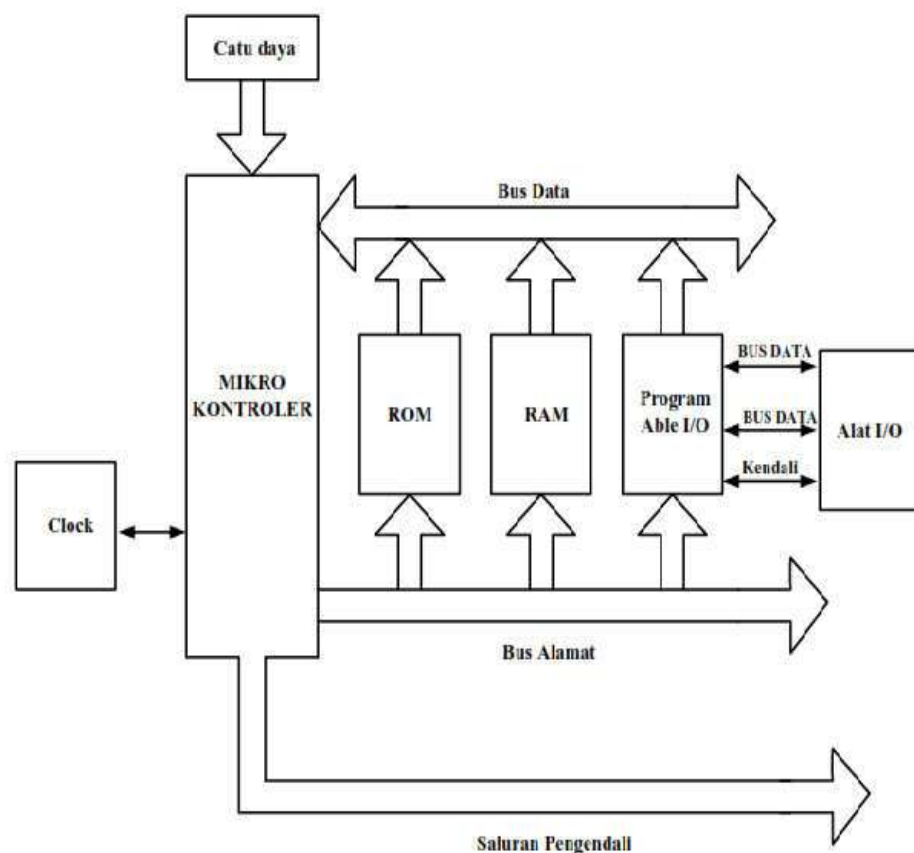 Catu daya
Bus Data
MIKRO
KONTROLER
ROM
RAM
Program
Able I/O
BUS DATA
BUS DATA
Kendali
Alat I/O
Clock
Bus Alamat
Saluran Pengendali